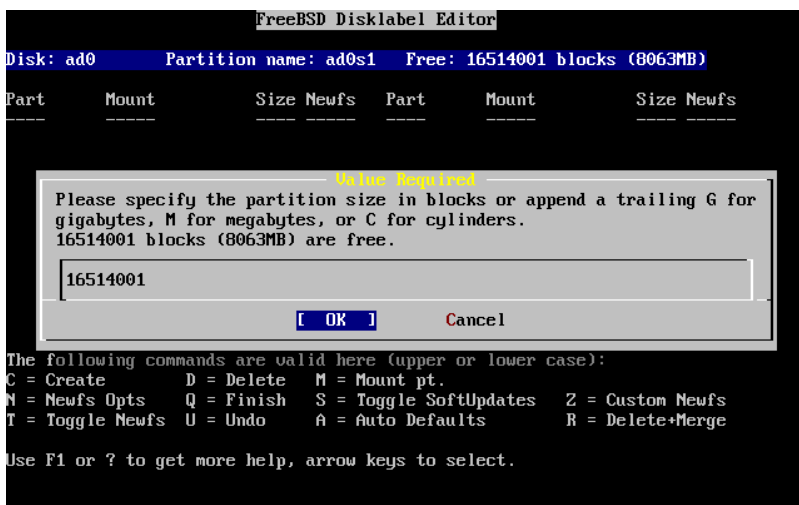 FreeBSD Disklabel Editor
Disk: ad0 Partition name: ad0s1 Free: 16514001 blocks (8063MB)
Part Mount Size Newfs Part Mount Size Newfs
---- ----- ---- ----- ---- ----- ---- -----
Value Required
Please specify the partition size in blocks or append a trailing G for
gigabytes, M for megabytes, or C for cylinders.
16514001 blocks (8063MB) are free.
16514001
[ OK ] Cancel
The following commands are valid here (upper or lower case):
C = Create D = Delete M = Mount pt.
N = Newfs Opts Q = Finish S = Toggle SoftUpdates Z = Custom Newfs
T = Toggle Newfs U = Undo A = Auto Defaults R = Delete+Merge
Use F1 or ? to get more help, arrow keys to select.